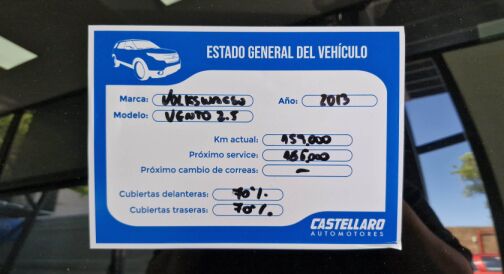 ESTADO GENERAL DEL VEHÍCULO
Marca: VOLKSWAGEN Año: 2013
Modelo: VENTO 2.5
Km actual: 159,000
Próximo service: 165,000
Próximo cambio de correas: —
Cubiertas delanteras: 70%
Cubiertas traseras: 70%
CASTELLARO
AUTOMOTORES